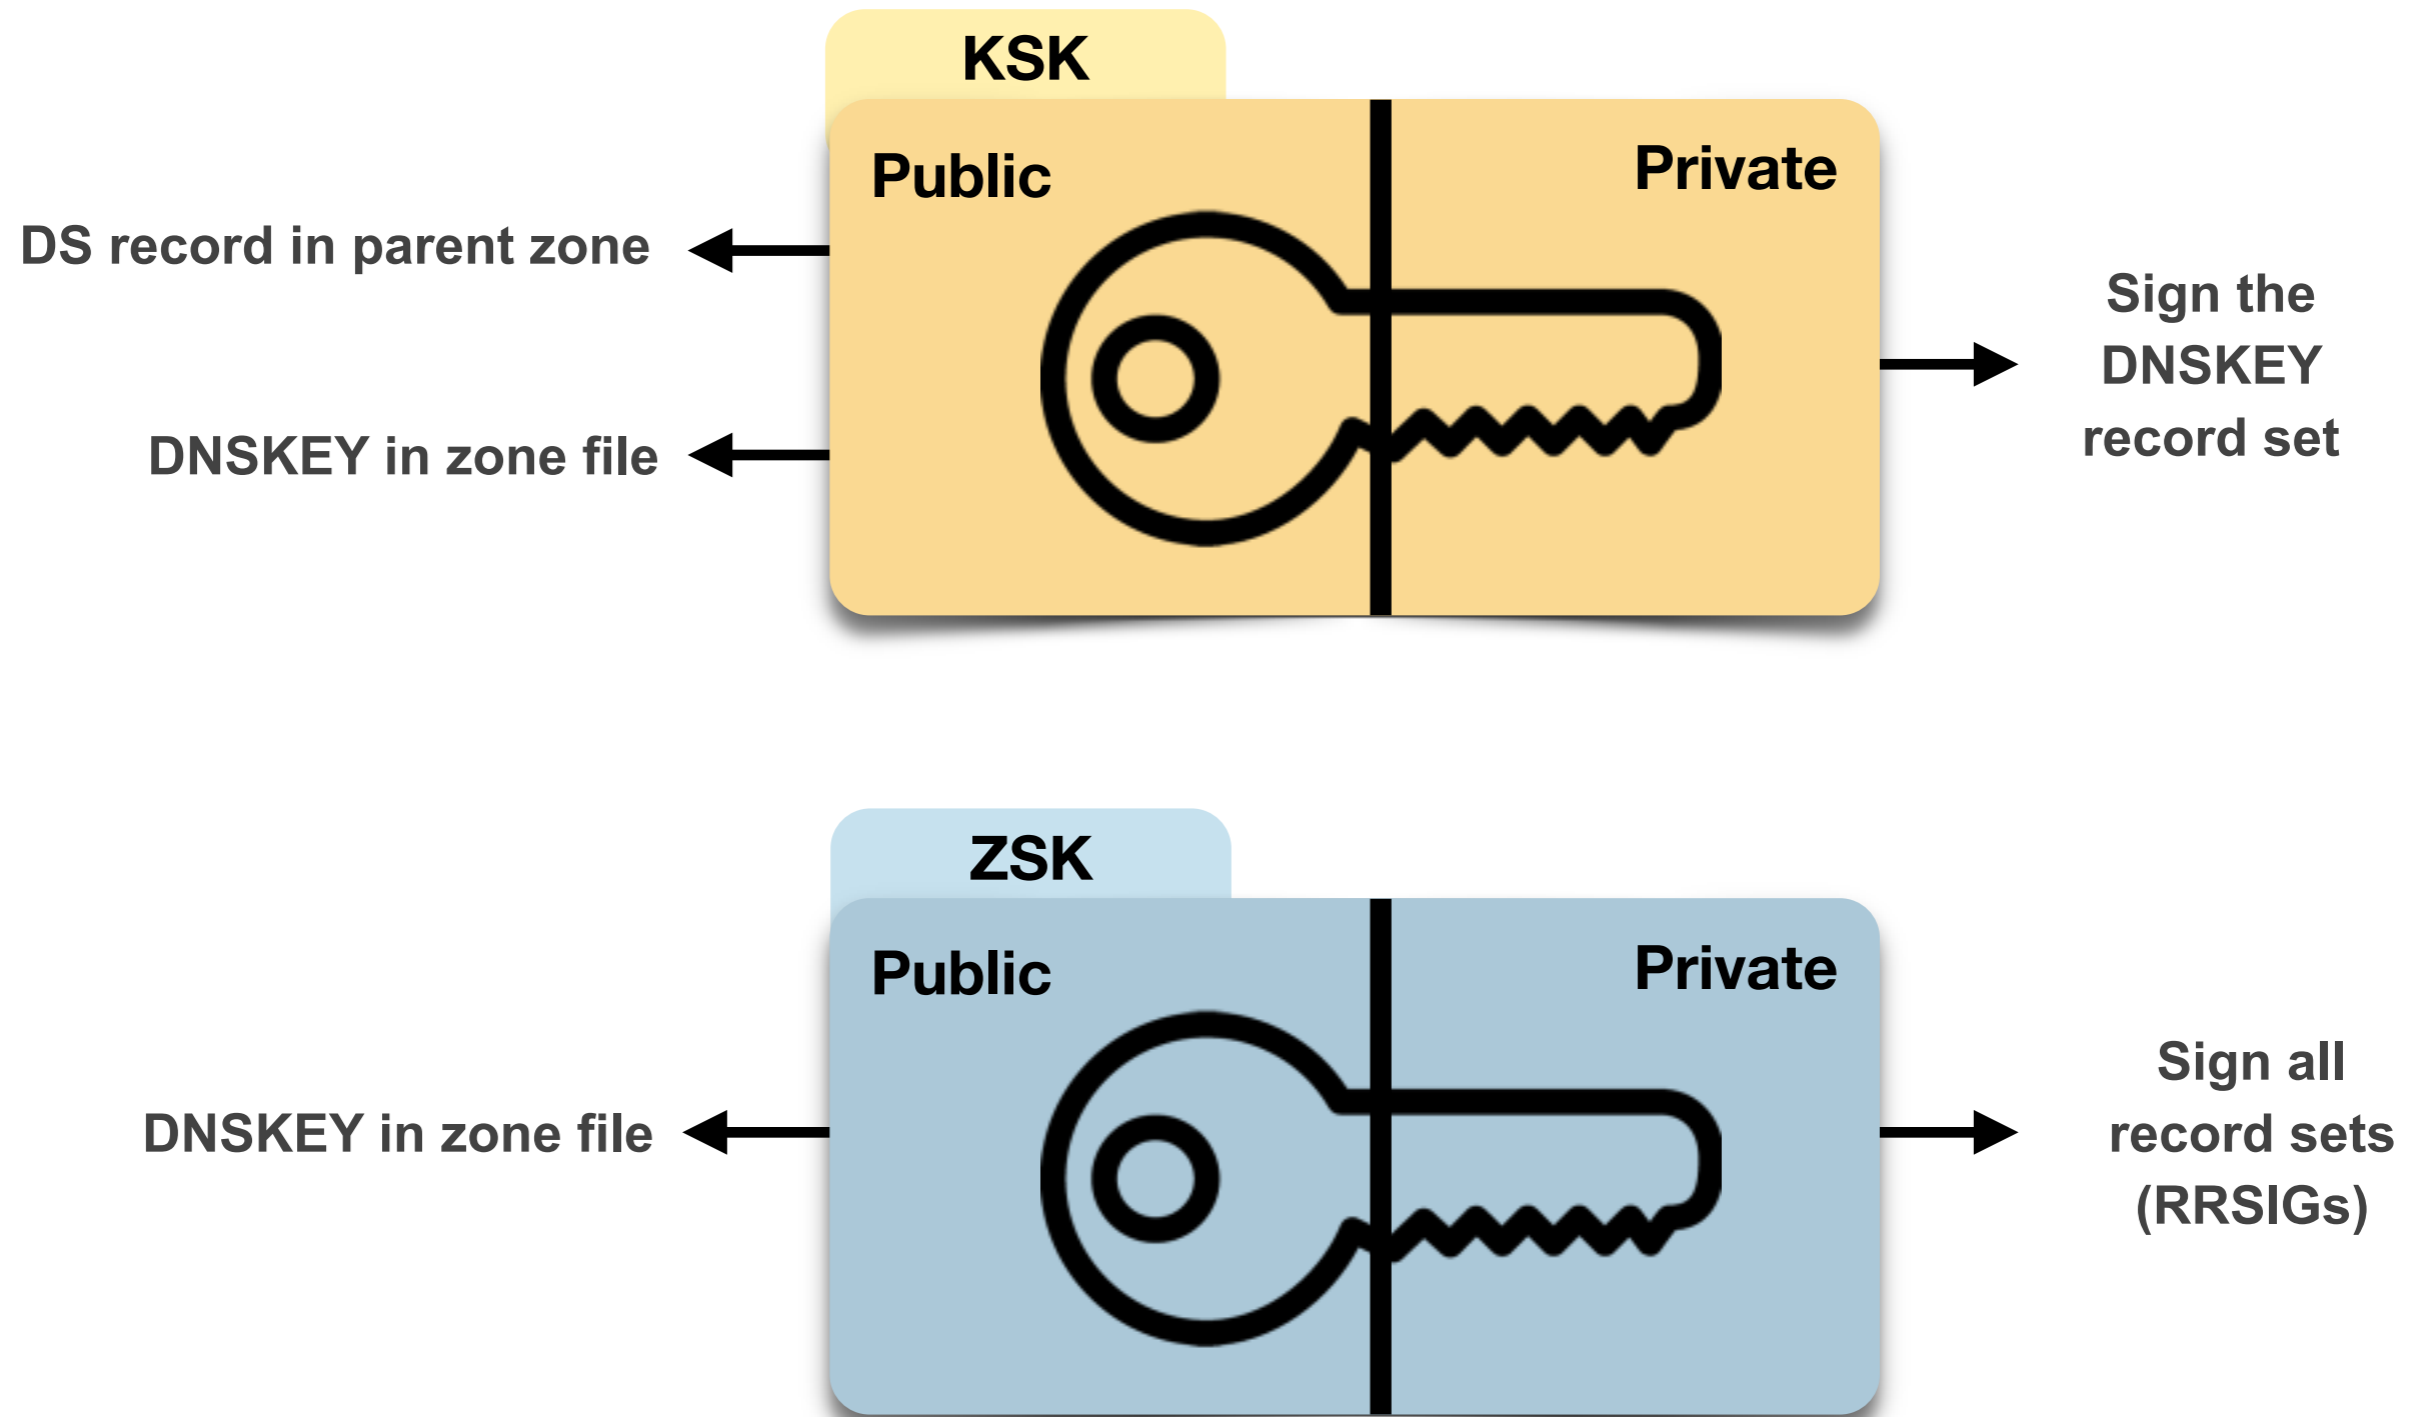 KSK
Public
Private
DS record in parent zone
DNSKEY in zone file
Sign the
DNSKEY
record set
ZSK
Public
Private
DNSKEY in zone file
Sign all
record sets
(RRSIGs)